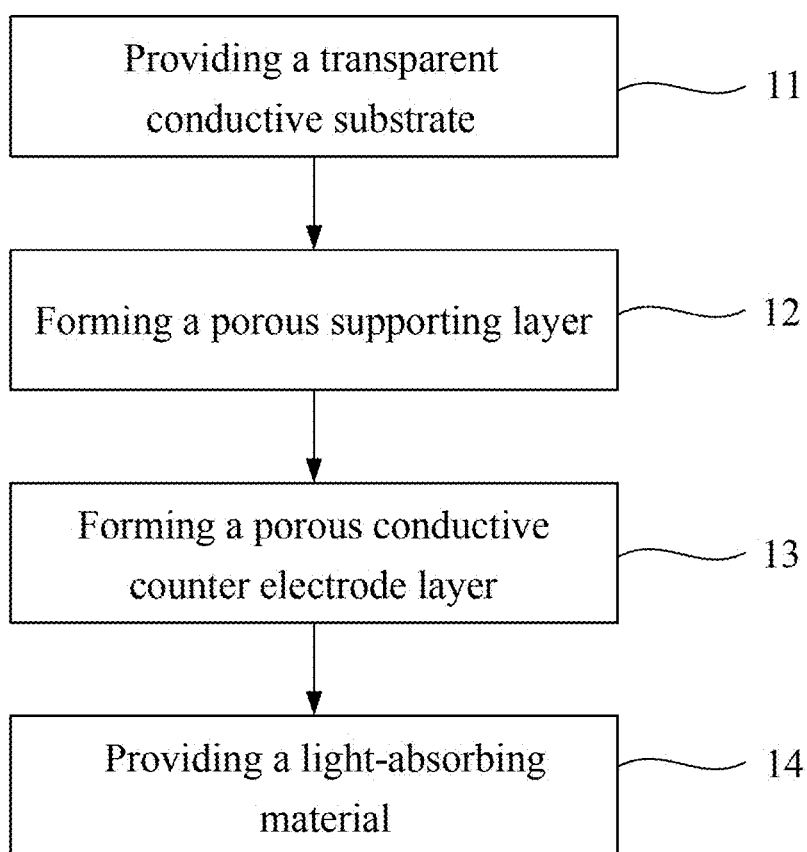 Providing a transparent
conductive substrate
11
Forming a porous supporting layer
12
Forming a porous conductive
counter electrode layer
13
Providing a light-absorbing
material
14